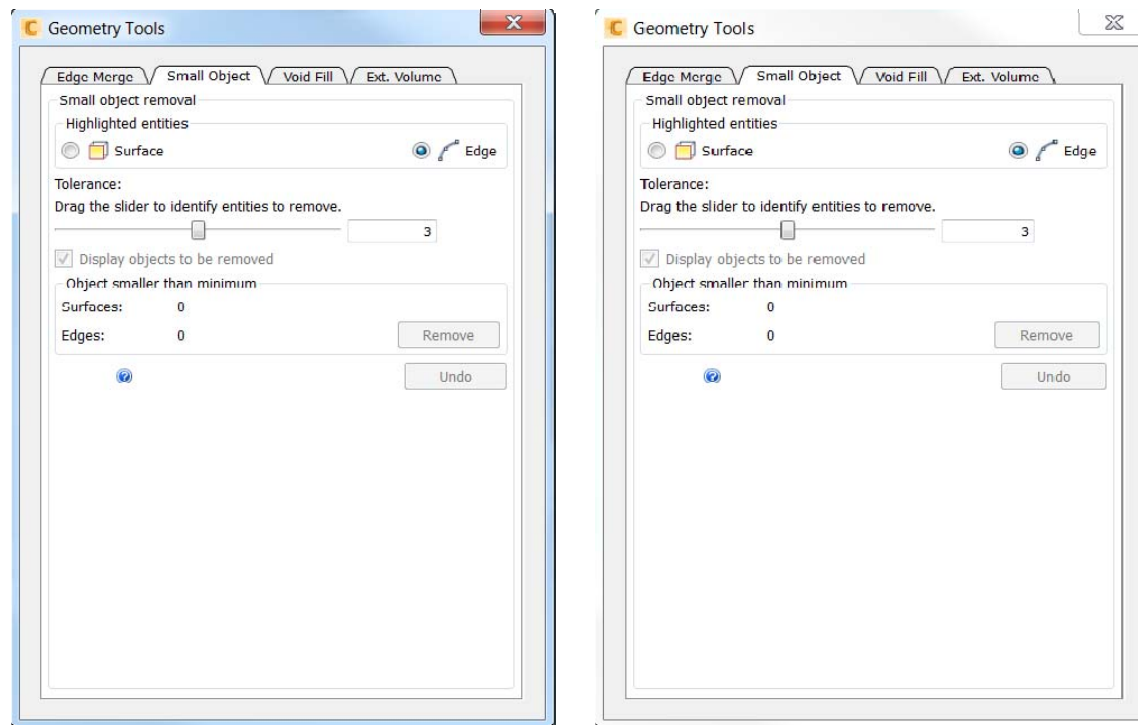 Geometry Tools
Edge Merge Small Object Void Fill Ext. Volume
Small object removal
Highlighted entities
Surface Edge
Tolerance:
Drag the slider to identify entities to remove.
3
Display objects to be removed
Object smaller than minimum
Surfaces: 0
Edges: 0 Remove
Undo
Geometry Tools
Edge Merge Small Object Void Fill Ext. Volume
Small object removal
Highlighted entities
Surface Edge
Tolerance:
Drag the slider to identify entities to remove.
3
Display objects to be removed
Object smaller than minimum
Surfaces: 0
Edges: 0 Remove
Undo